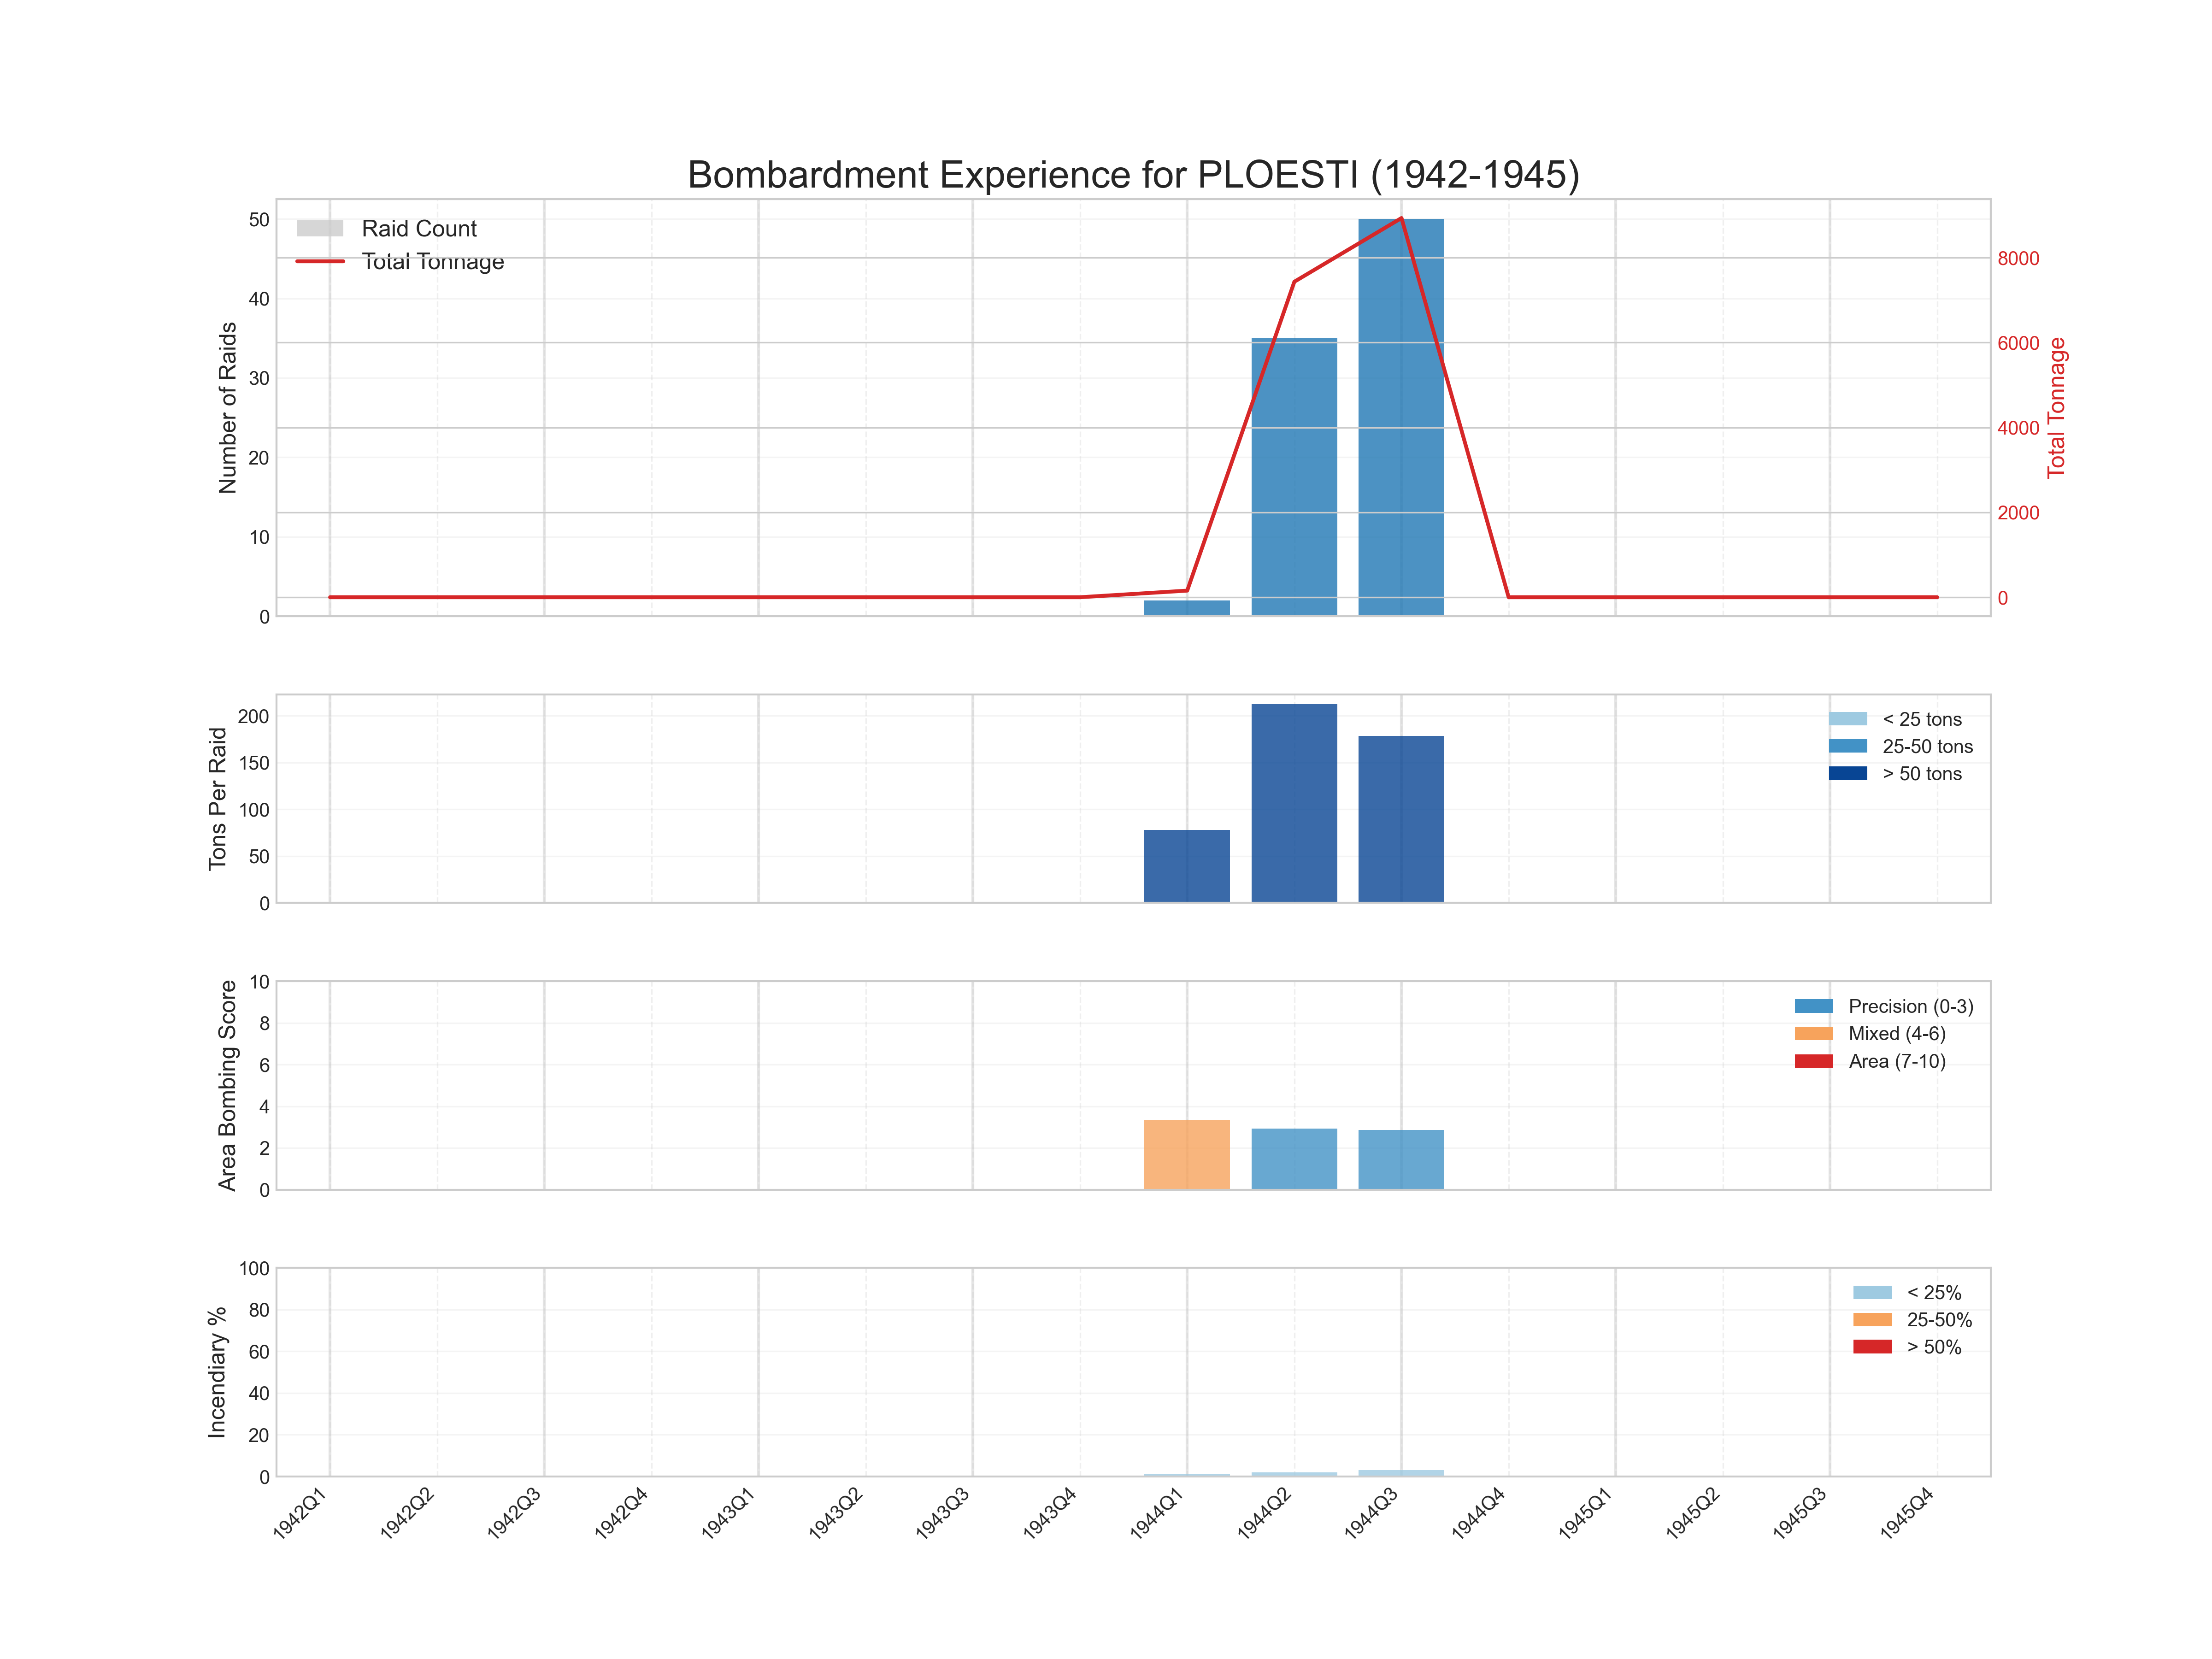 Bombardment Experience for PLOESTI (1942-1945)
Raid Count
Total Tonnage
Number of Raids
50
40
30
20
10
0
Total Tonnage
8000
6000
4000
2000
0
Tons Per Raid
200
150
100
50
0
< 25 tons
25-50 tons
> 50 tons
Area Bombing Score
10
8
6
4
2
0
Precision (0-3)
Mixed (4-6)
Area (7-10)
Incendiary %
100
80
60
40
20
0
< 25%
25-50%
> 50%
1942Q1
1942Q2
1942Q3
1942Q4
1943Q1
1943Q2
1943Q3
1943Q4
1944Q1
1944Q2
1944Q3
1944Q4
1945Q1
1945Q2
1945Q3
1945Q4